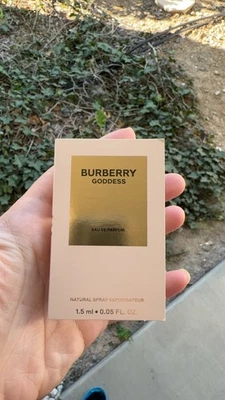 BURBERRY
GODDESS
EAU DE PARFUM
NATURAL SPRAY VAPORISATEUR
1.5 ml • 0.05 FL. OZ.